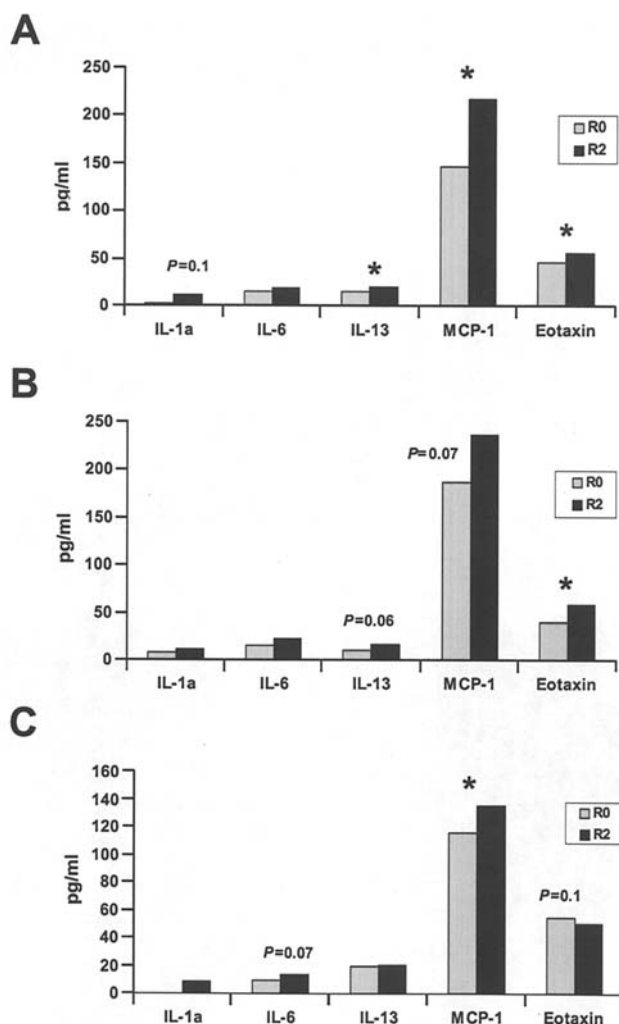 A
250
200
150
100
50
0
pg/ml
P=0.1
*
*
*
R0
R2
IL-1a IL-6 IL-13 MCP-1 Eotaxin
B
250
200
150
100
50
0
pg/ml
P=0.06
P=0.07
*
R0
R2
IL-1a IL-6 IL-13 MCP-1 Eotaxin
C
160
140
120
100
80
60
40
20
0
pg/ml
P=0.07
*
P=0.1
R0
R2
IL-1a IL-6 IL-13 MCP-1 Eotaxin